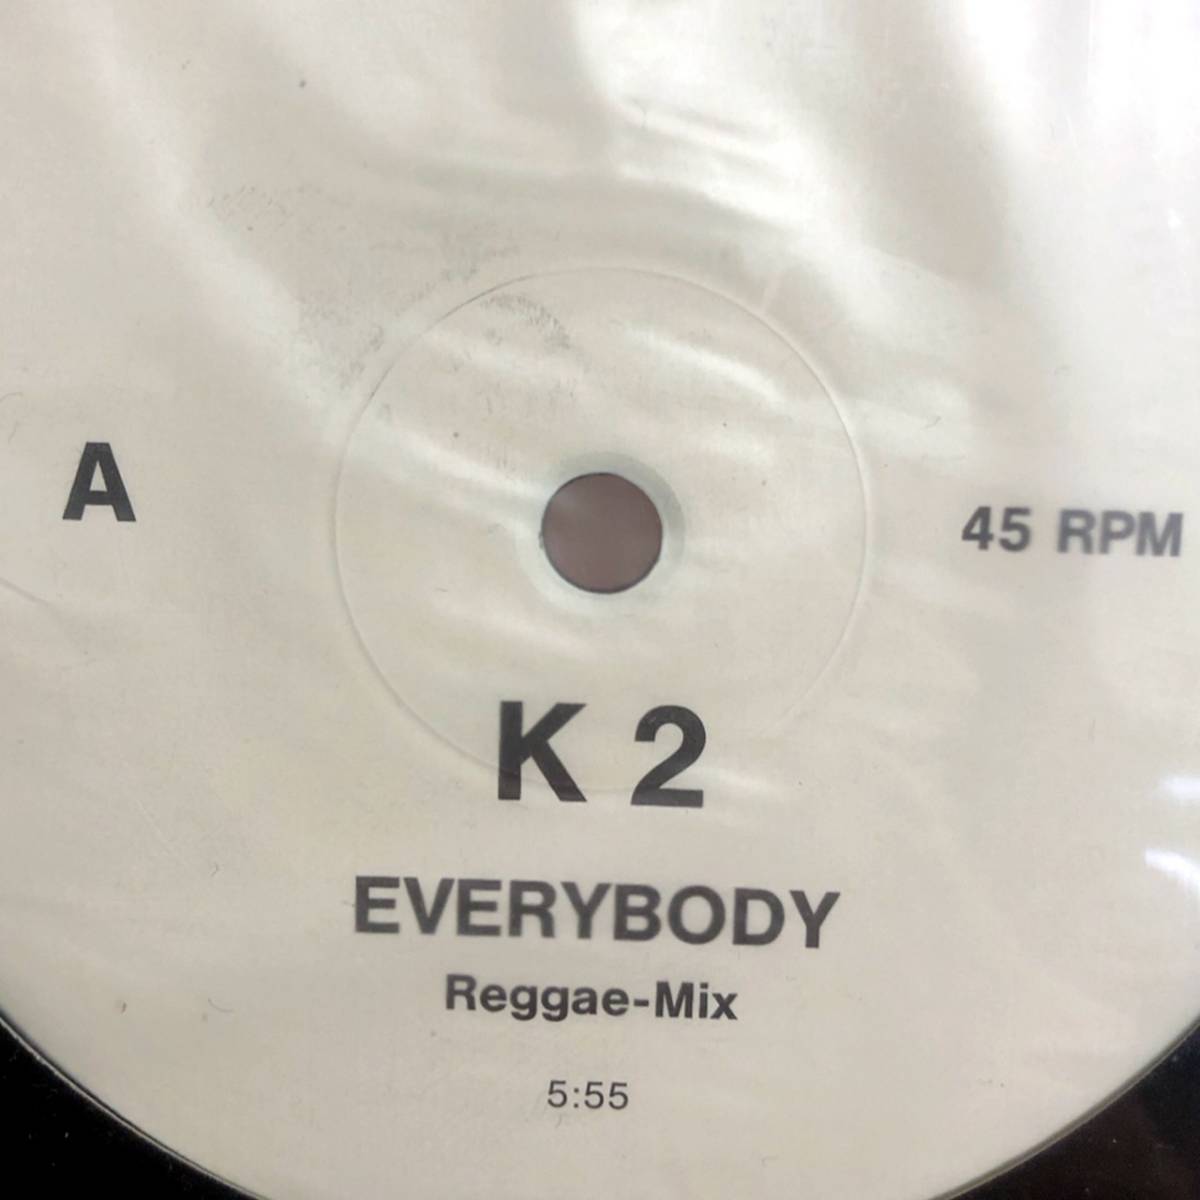 A
45 RPM
K 2
EVERYBODY
Reggae-Mix
5:55